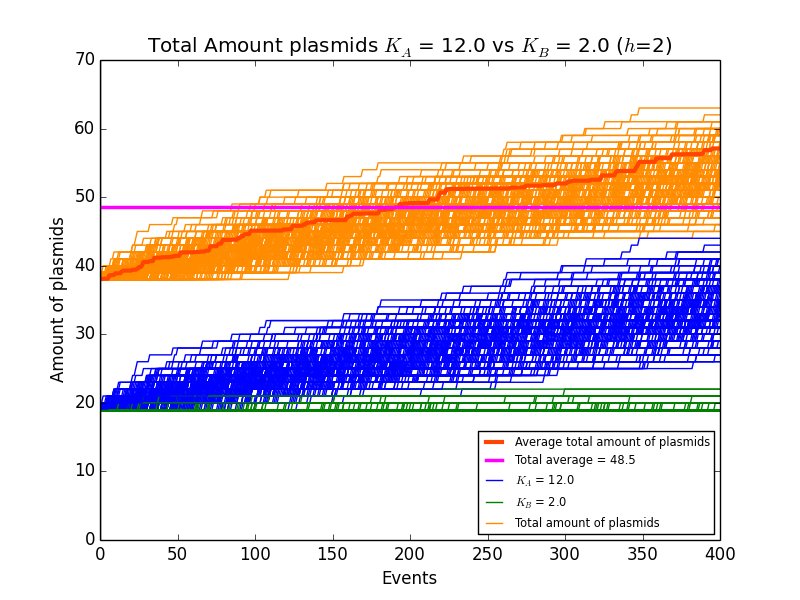 Total Amount plasmids K_A = 12.0 vs K_B = 2.0 (h=2)
70
60
50
40
30
20
10
0
Amount of plasmids
Average total amount of plasmids
Total average = 48.5
K_A = 12.0
K_B = 2.0
Total amount of plasmids
0 50 100 150 200 250 300 350 400
Events